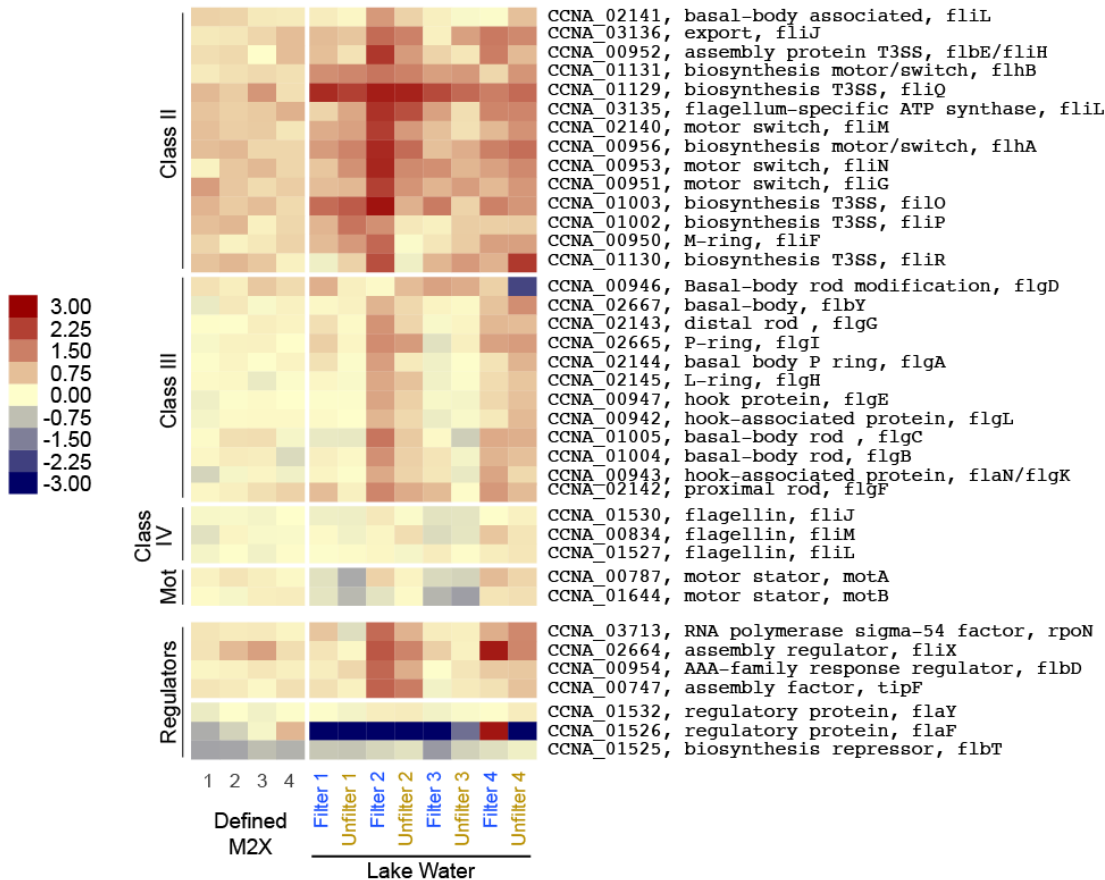 CCNA_02141, basal-body associated, fliL
CCNA_03136, export, fliJ
CCNA_00952, assembly protein T3SS, flbE/fliH
CCNA_01131, biosynthesis motor/switch, flhB
CCNA_01129, biosynthesis T3SS, fliQ
CCNA_03135, flagellum-specific ATP synthase, fliL
CCNA_02140, motor switch, fliM
CCNA_00956, biosynthesis motor/switch, flhA
CCNA_00953, motor switch, fliN
CCNA_00951, motor switch, fliG
CCNA_01003, biosynthesis T3SS, filO
CCNA_01002, biosynthesis T3SS, fliP
CCNA_00950, M-ring, fliF
CCNA_01130, biosynthesis T3SS, fliR
Class II
CCNA_00946, Basal-body rod modification, flgD
CCNA_02667, basal-body, flbY
CCNA_02143, distal rod , flgG
CCNA_02665, P-ring, flgI
CCNA_02144, basal body P ring, flgA
CCNA_02145, L-ring, flgH
CCNA_00947, hook protein, flgE
CCNA_00942, hook-associated protein, flgL
CCNA_01005, basal-body rod , flgC
CCNA_01004, basal-body rod, flgB
CCNA_00943, hook-associated protein, flaN/flgK
CCNA_02142, proximal rod, flgF
Class III
3.00
2.25
1.50
0.75
0.00
-0.75
-1.50
-2.25
-3.00
CCNA_01530, flagellin, fliJ
CCNA_00834, flagellin, fliM
CCNA_01527, flagellin, fliL
Class
IV
CCNA_00787, motor stator, motA
CCNA_01644, motor stator, motB
Mot
CCNA_03713, RNA polymerase sigma-54 factor, rpoN
CCNA_02664, assembly regulator, fliX
CCNA_00954, AAA-family response regulator, flbD
CCNA_00747, assembly factor, tipF
CCNA_01532, regulatory protein, flaY
CCNA_01526, regulatory protein, flaF
CCNA_01525, biosynthesis repressor, flbT
Regulators
1 2 3 4
Filter 1
Unfilter 1
Filter 2
Unfilter 2
Filter 3
Unfilter 3
Filter 4
Unfilter 4
Defined
M2X
Lake Water